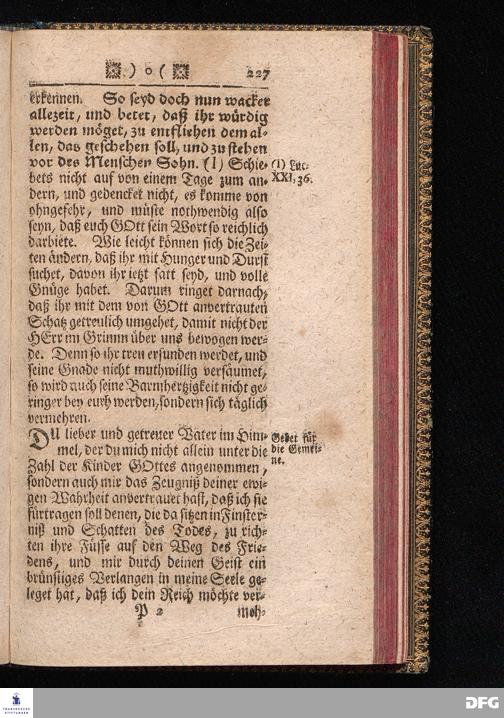 ) o ( 227
erkennen. So seyd doch nun wacker
allezeit, und betet, daß ihr würdig
werden möget, zu entfliehen dem al-
len, das geschehen soll, und zu stehen
vor des Menschen Sohn. (1) Schie-
bets nicht auf von einem Tage zum an-
dern, und gedencket nicht, es komme von
ohngefehr, und müste nothwendig also
seyn, daß euch GOtt sein Wort so reichlich
darbiete. Wie leicht können sich die Zei-
ten ändern, daß ihr mit Hunger und Durst
suchet, davon ihr ietzt satt seyd, und volle
Gnüge habet. Darum ringet darnach,
daß ihr mit dem von GOtt anvertrauten
Schatz getreulich umgehet, damit nicht der
HErr im Grimm über uns bewogen wer-
de. Denn so ihr treu erfunden werdet, und
seine Gnade nicht muthwillig versäumet,
so wird auch seine Barmhertzigkeit nicht ge-
ringer bey euch werden, sondern sich täglich
vermehren.
(1) Luc.
XXI, 36.
DU lieber und getreuer Vater im Him-
mel, der du mich nicht allein unter die
Zahl der Kinder GOttes angenommen,
sondern auch mir das Zeugniß deiner ewi-
gen Wahrheit anvertrauet hast, daß ich sie
fürtragen soll denen, die da sitzen in Finster-
niß und Schatten des Todes, zu rich-
ten ihre Füsse auf den Weg des Frie-
dens, und mir durch deinen Geist ein
brünstiges Verlangen in meine Seele ge-
leget hat, daß ich dein Reich möchte ver-
Gebet für
die Gemei-
ne.
P 2 meh-
FRANCKESCHE
STIFTUNGEN
DFG